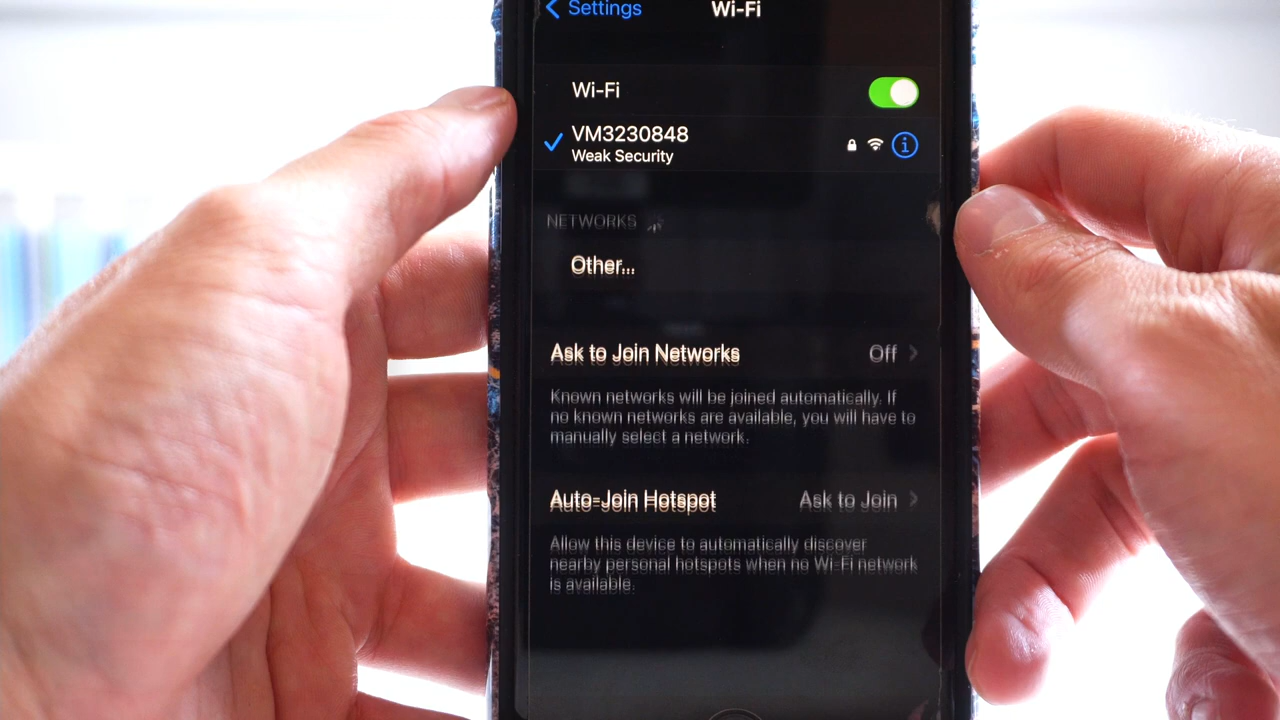 Settings
Wi-Fi
Wi-Fi
VM3230848
Weak Security
NETWORKS
Other...
Ask to Join Networks
Off
Known networks will be joined automatically. If
no known networks are available, you will have to
manually select a network.
Auto-Join Hotspot
Ask to Join
Allow this device to automatically discover
nearby personal hotspots when no Wi-Fi network
is available.